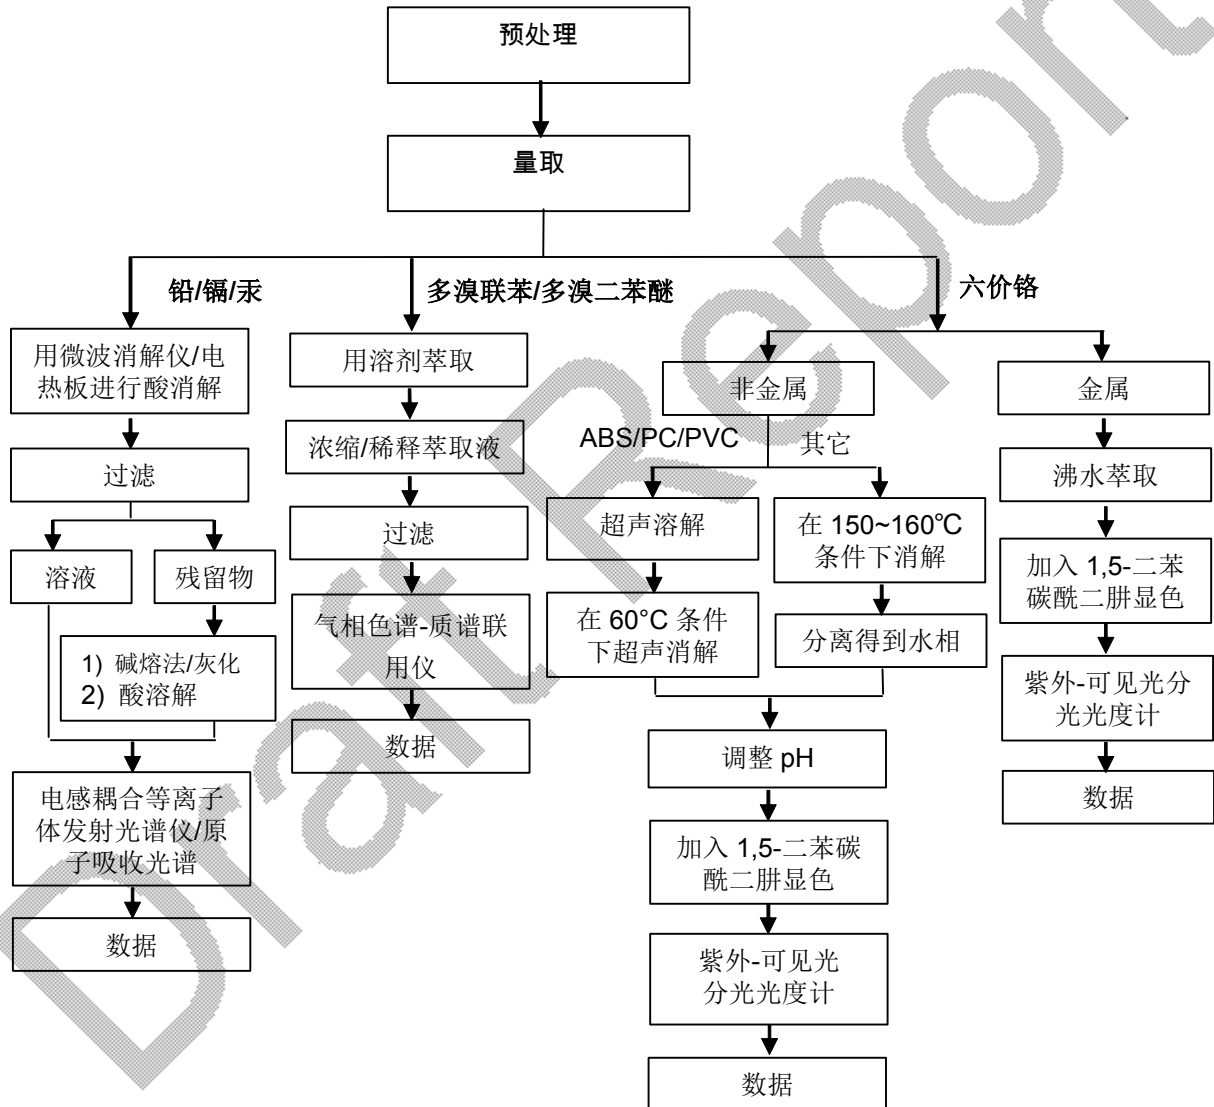 预处理
量取
铅/镉/汞
多溴联苯/多溴二苯醚
六价铬
用微波消解仪/电
热板进行酸消解
过滤
溶液
残留物
1) 碱熔法/灰化
2) 酸溶解
电感耦合等离子
体发射光谱仪/原
子吸收光谱
数据
用溶剂萃取
浓缩/稀释萃取液
过滤
气相色谱-质谱联
用仪
数据
非金属
ABS/PC/PVC
其它
超声溶解
在 60°C 条件
下超声消解
在 150~160℃
条件下消解
分离得到水相
调整 pH
加入 1,5-二苯碳
酰二肼显色
紫外-可见光
分光光度计
数据
金属
沸水萃取
加入 1,5-二苯
碳酰二肼显色
紫外-可见光分
光光度计
数据
Draft Report